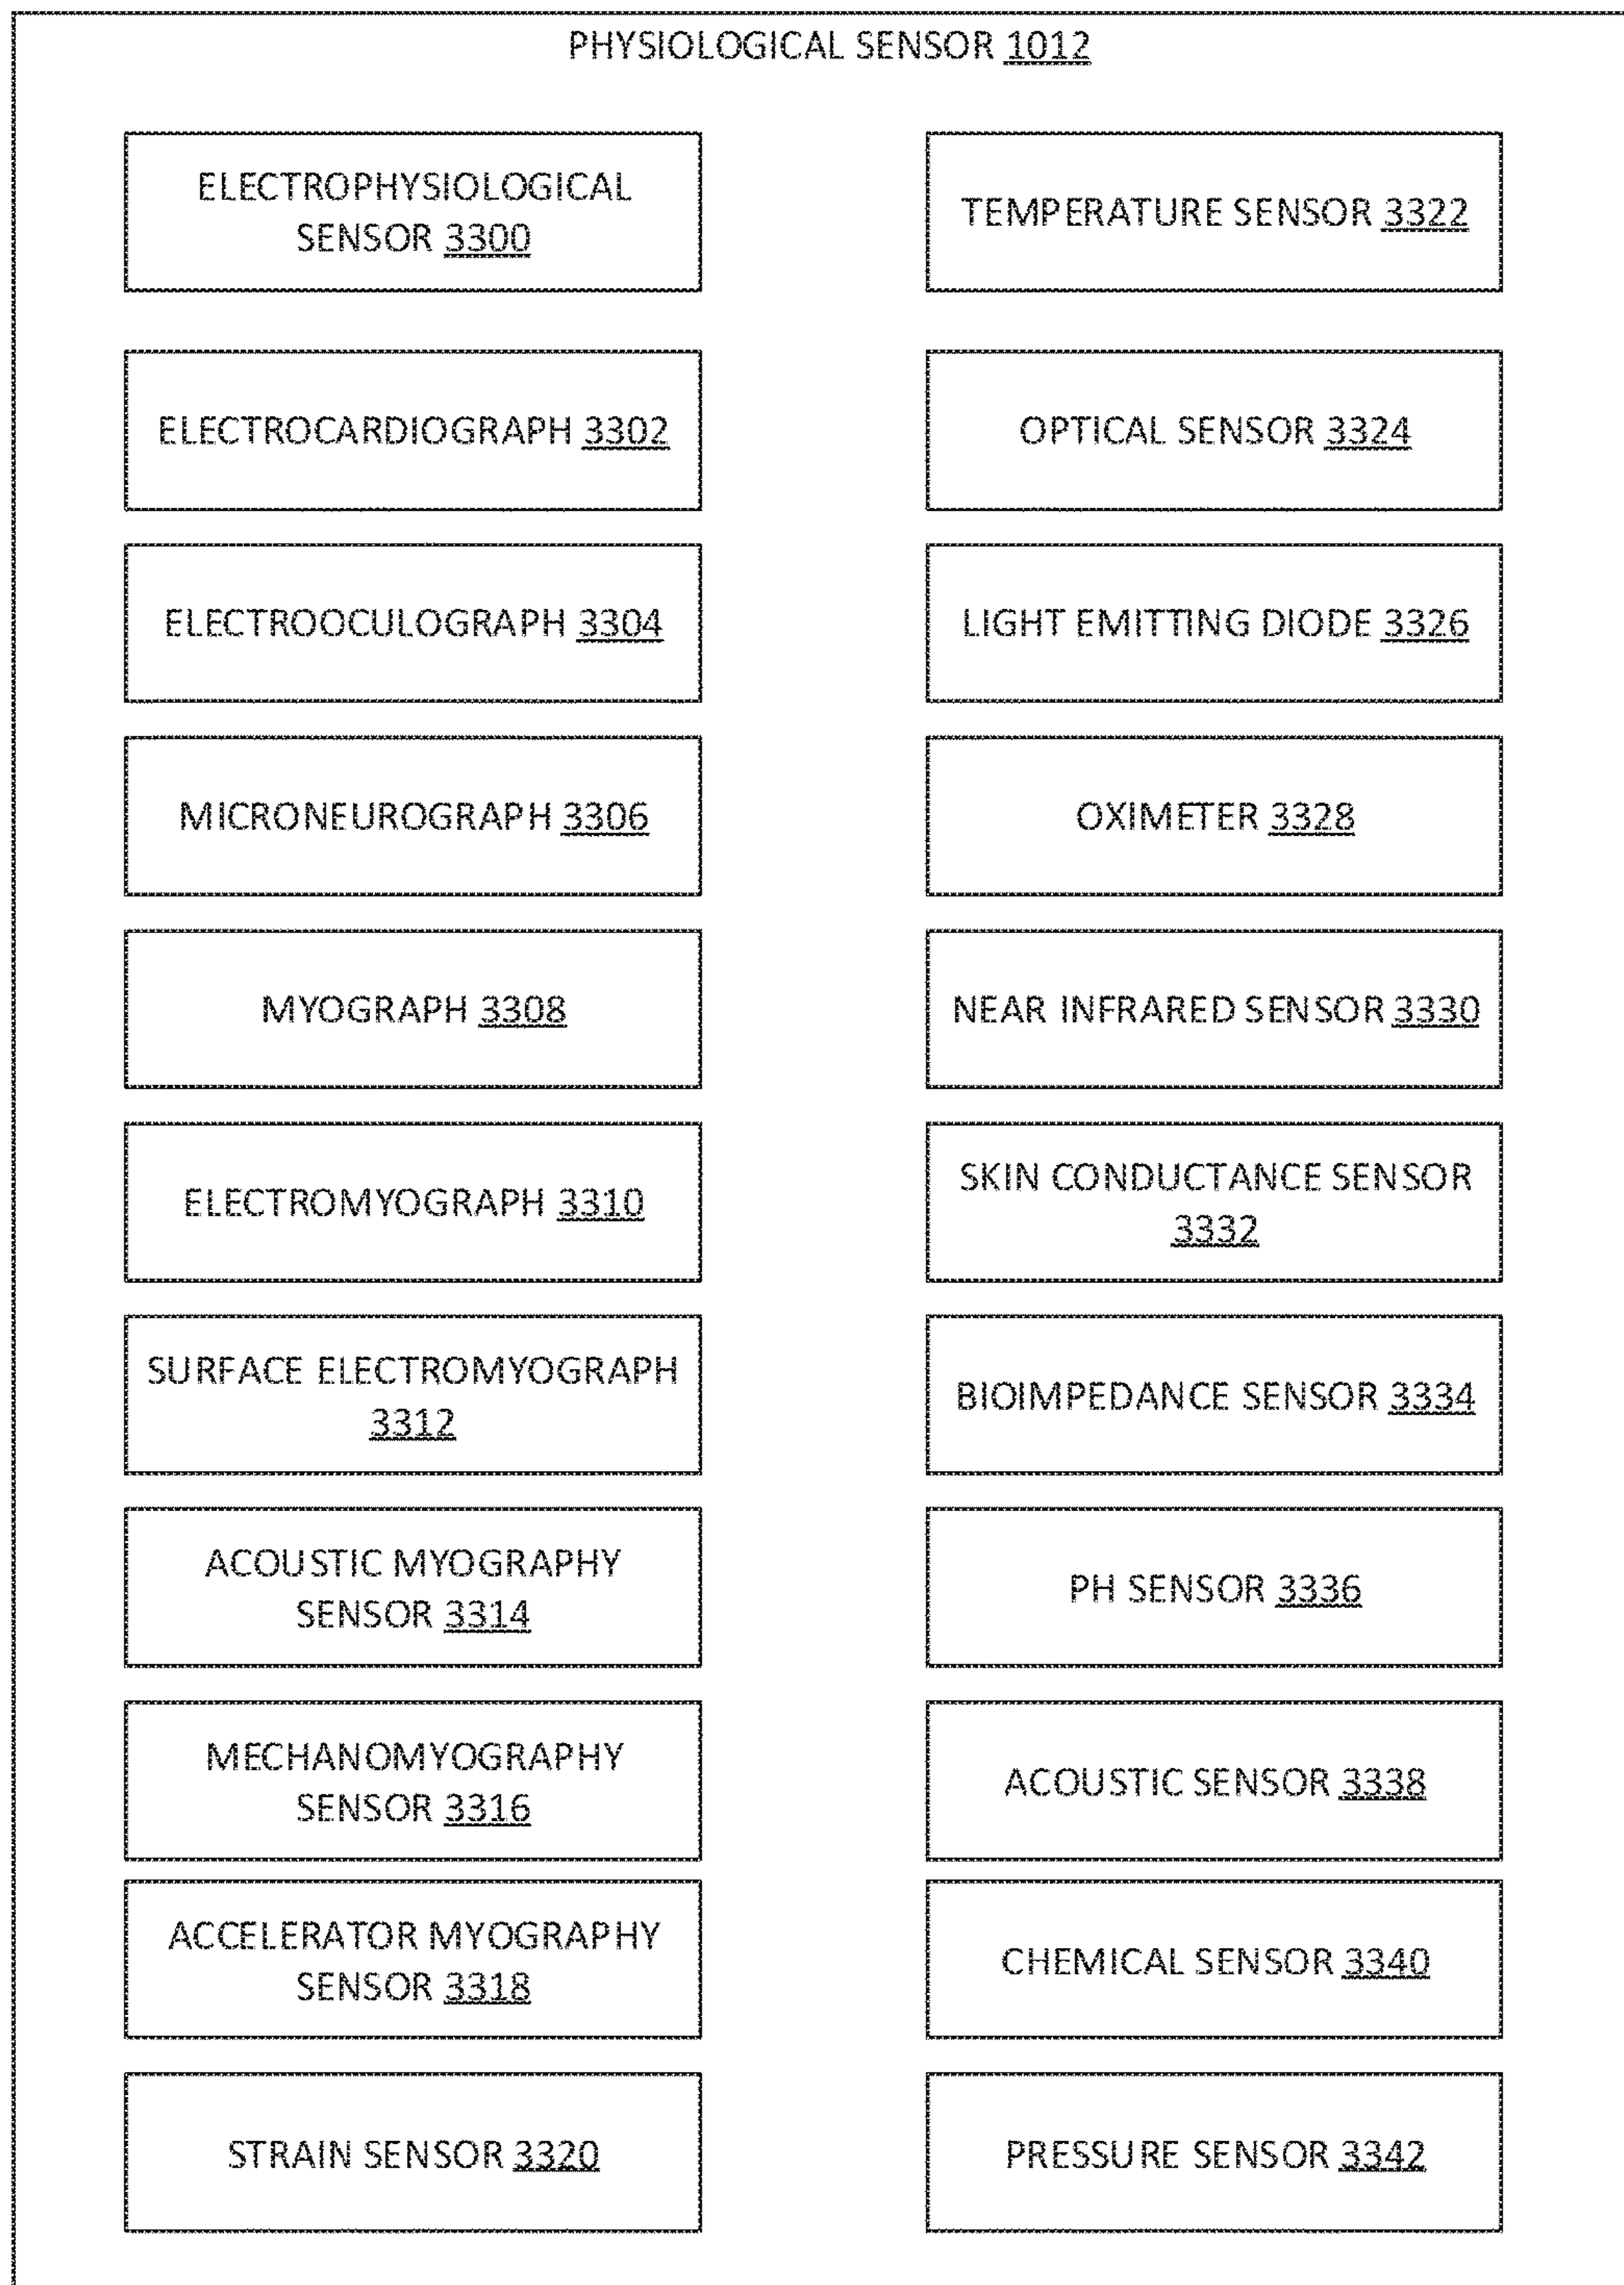 PHYSIOLOGICAL SENSOR 1012
ELECTROPHYSIOLOGICAL
SENSOR 3300
ELECTROCARDIOGRAPH 3302
ELECTROOCULOGRAPH 3304
MICRONEUROGRAPH 3306
MYOGRAPH 3308
ELECTROMYOGRAPH 3310
SURFACE ELECTROMYOGRAPH
3312
ACOUSTIC MYOGRAPHY
SENSOR 3314
MECHANOMYOGRAPHY
SENSOR 3316
ACCELERATOR MYOGRAPHY
SENSOR 3318
STRAIN SENSOR 3320
TEMPERATURE SENSOR 3322
OPTICAL SENSOR 3324
LIGHT EMITTING DIODE 3326
OXIMETER 3328
NEAR INFRARED SENSOR 3330
SKIN CONDUCTANCE SENSOR
3332
BIOIMPEDANCE SENSOR 3334
PH SENSOR 3336
ACOUSTIC SENSOR 3338
CHEMICAL SENSOR 3340
PRESSURE SENSOR 3342